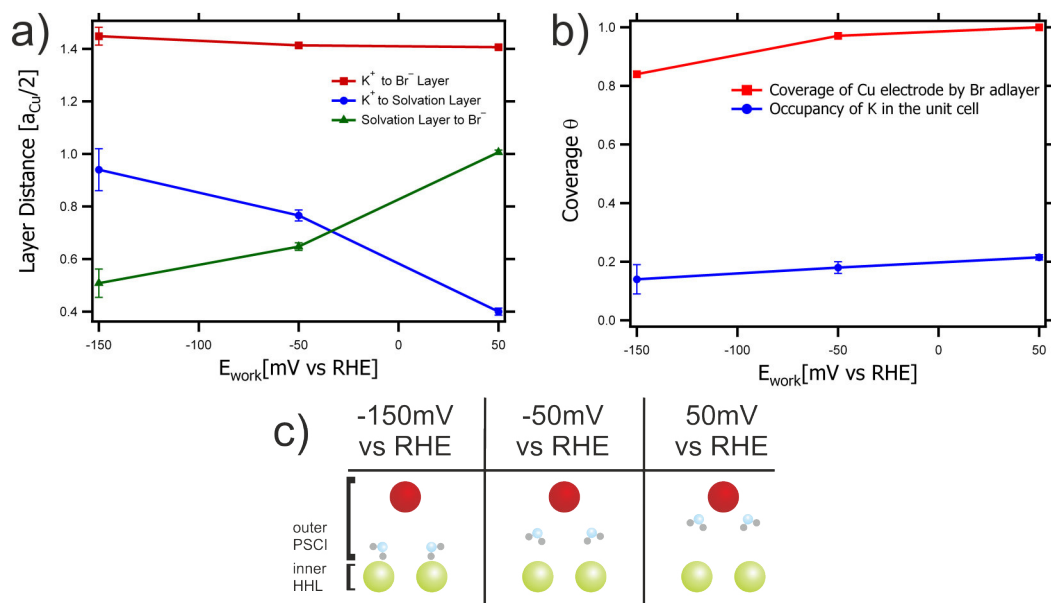 a)
Layer Distance [a_Cu/2]
1.4
1.2
1.0
0.8
0.6
0.4
K⁺ to Br⁻ Layer
K⁺ to Solvation Layer
Solvation Layer to Br⁻
-150
-100
-50
0
50
E_work[mV vs RHE]
b)
Coverage θ
1.0
0.8
0.6
0.4
0.2
0.0
Coverage of Cu electrode by Br adlayer
Occupancy of K in the unit cell
-150
-100
-50
0
50
E_work[mV vs RHE]
c)
-150mV
vs RHE
-50mV
vs RHE
50mV
vs RHE
outer
PSCI
inner
HHL